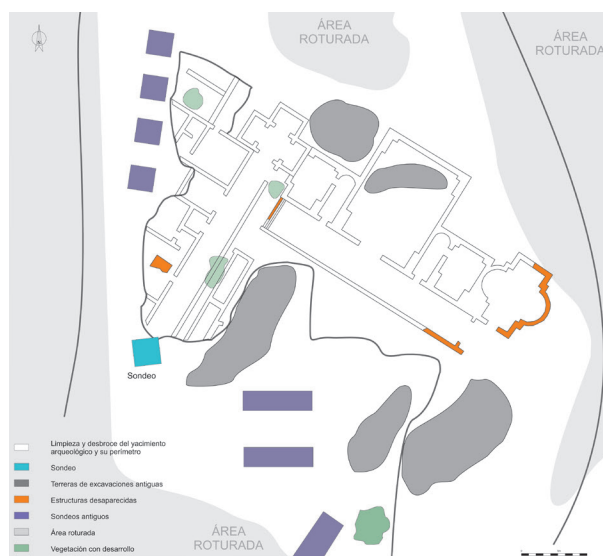 ÁREA
ROTURADA
ÁREA
ROTURADA
Sondeo
Limpieza y desbroce del yacimiento
arqueológico y su perímetro
Sondeo
Terreras de excavaciones antiguas
Estructuras desaparecidas
Sondeos antiguos
Área roturada
Vegetación con desarrollo
ÁREA
ROTURADA